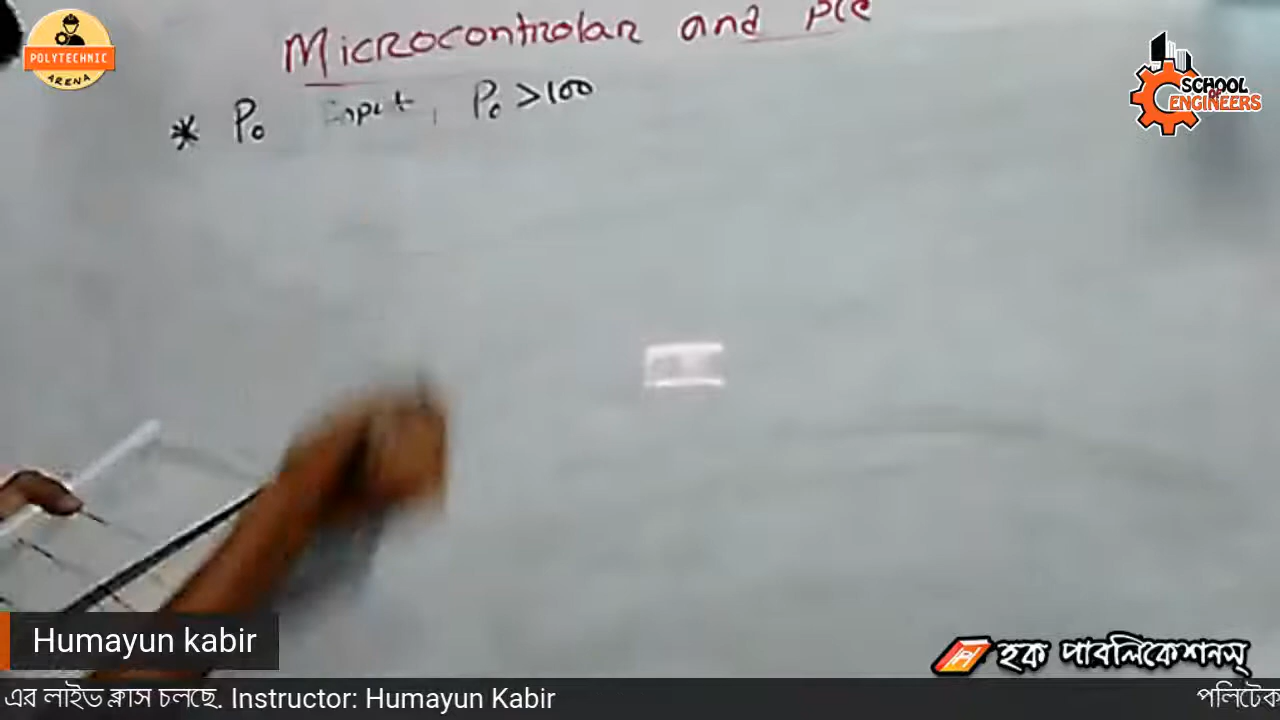 POLYTECHNIC
ARENA
Microcontrolar and PLC
SCHOOL
OF
ENGINEERS
* P0 Input, P0 >100
Humayun kabir
হক পাবলিকেশনস্
এর লাইভ ক্লাস চলছে. Instructor: Humayun Kabir
পলিটেক